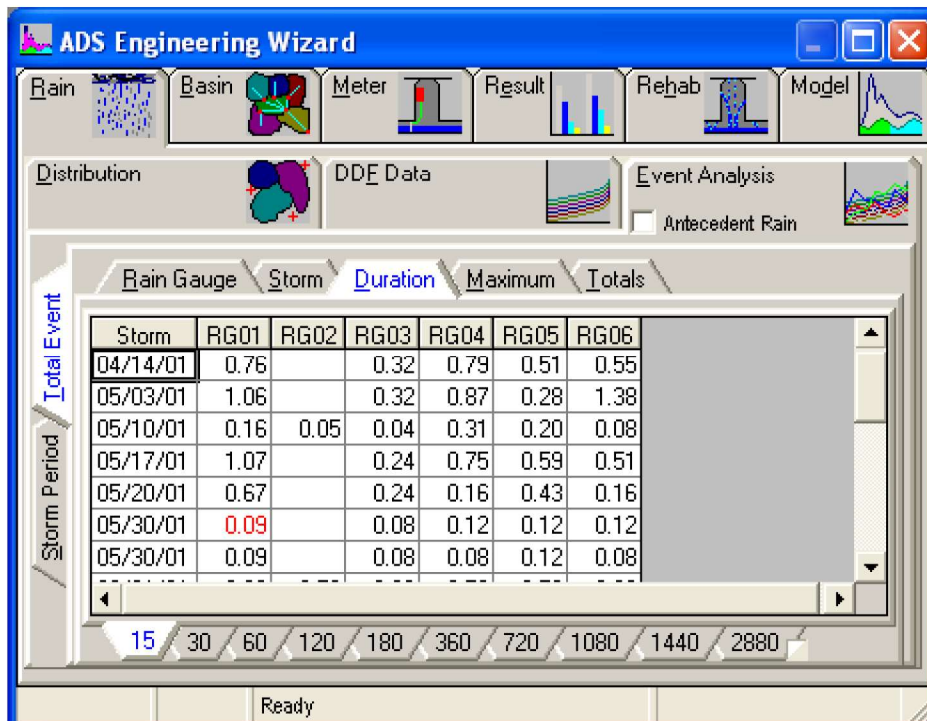 ADS Engineering Wizard
Rain Basin Meter Result Rehab Model
Distribution DDF Data Event Analysis
Antecedent Rain
Total Event
Storm Period
Rain Gauge Storm Duration Maximum Totals
Storm RG01 RG02 RG03 RG04 RG05 RG06
04/14/01 0.76 0.32 0.79 0.51 0.55
05/03/01 1.06 0.32 0.87 0.28 1.38
05/10/01 0.16 0.05 0.04 0.31 0.20 0.08
05/17/01 1.07 0.24 0.75 0.59 0.51
05/20/01 0.67 0.24 0.16 0.43 0.16
05/30/01 0.09 0.08 0.12 0.12 0.12
05/30/01 0.09 0.08 0.08 0.12 0.08
15 30 60 120 180 360 720 1080 1440 2880
Ready